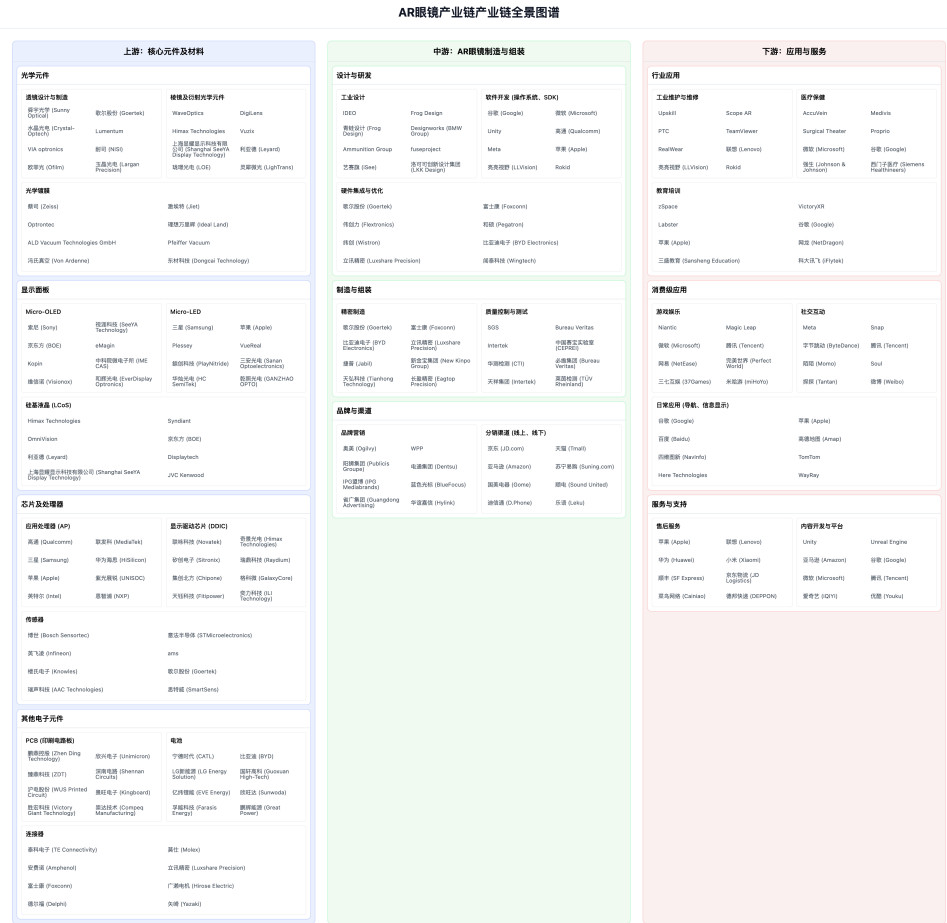 AR眼镜产业链产业链全景图谱
上游：核心元件及材料
光学元件
透镜设计与制造
舜宇光学 (Sunny Optical)
歌尔股份 (Goertek)
水晶光电 (Crystal-Optech)
Lumentum
VIA optronics
耐司 (NiSi)
欧菲光 (Ofilm)
玉晶光电 (Largan Precision)
棱镜及衍射光学元件
WaveOptics
DigiLens
Himax Technologies
Vuzix
上海显耀显示科技有限公司 (Shanghai SeeYA Display Technology)
利亚德 (Leyard)
珑璟光电 (LOE)
灵犀微光 (LighTrans)
光学镀膜
蔡司 (Zeiss)
激埃特 (Jiet)
Optrontec
理想万里晖 (Ideal Land)
ALD Vacuum Technologies GmbH
Pfeiffer Vacuum
冯氏真空 (Von Ardenne)
东材科技 (Dongcai Technology)
显示面板
Micro-OLED
索尼 (Sony)
视涯科技 (SeeYA Technology)
京东方 (BOE)
eMagin
Kopin
中科院微电子所 (IME CAS)
维信诺 (Visionox)
和辉光电 (EverDisplay Optronics)
Micro-LED
三星 (Samsung)
苹果 (Apple)
Plessey
VueReal
錼创科技 (PlayNitride)
三安光电 (Sanan Optoelectronics)
华灿光电 (HC SemiTek)
乾照光电 (GANZHAO OPTO)
硅基液晶 (LCoS)
Himax Technologies
Syndiant
OmniVision
京东方 (BOE)
利亚德 (Leyard)
Displaytech
上海显耀显示科技有限公司 (Shanghai SeeYA Display Technology)
JVC Kenwood
芯片及处理器
应用处理器 (AP)
高通 (Qualcomm)
联发科 (MediaTek)
三星 (Samsung)
华为海思 (HiSilicon)
苹果 (Apple)
紫光展锐 (UNISOC)
英特尔 (Intel)
恩智浦 (NXP)
显示驱动芯片 (DDIC)
联咏科技 (Novatek)
奇景光电 (Himax Technologies)
矽创电子 (Sitronix)
瑞鼎科技 (Raydium)
集创北方 (Chipone)
格科微 (GalaxyCore)
天钰科技 (Fitipower)
奕力科技 (ILI Technology)
传感器
博世 (Bosch Sensortec)
意法半导体 (STMicroelectronics)
英飞凌 (Infineon)
ams
楼氏电子 (Knowles)
歌尔股份 (Goertek)
瑞声科技 (AAC Technologies)
思特威 (SmartSens)
其他电子元件
PCB (印刷电路板)
鹏鼎控股 (Zhen Ding Technology)
欣兴电子 (Unimicron)
臻鼎科技 (ZDT)
深南电路 (Shennan Circuits)
沪电股份 (WUS Printed Circuit)
建滔电子 (Kingboard)
胜宏科技 (Victory Giant Technology)
景达技术 (Compeq Manufacturing)
电池
宁德时代 (CATL)
比亚迪 (BYD)
LG新能源 (LG Energy Solution)
国轩高科 (Guoxuan High-Tech)
亿纬锂能 (EVE Energy)
欣旺达 (Sunwoda)
孚能科技 (Farasis Energy)
鹏辉能源 (Great Power)
连接器
泰科电子 (TE Connectivity)
莫仕 (Molex)
安费诺 (Amphenol)
立讯精密 (Luxshare Precision)
富士康 (Foxconn)
广濑电机 (Hirose Electric)
德尔福 (Delphi)
矢崎 (Yazaki)
中游：AR眼镜制造与组装
设计与研发
工业设计
IDEO
Frog Design
青蛙设计 (Frog Design)
Designworks (BMW Group)
Ammunition Group
fuseproject
艺赛旗 (iSee)
洛可可创新设计集团 (LKK Design)
软件开发 (操作系统、SDK)
谷歌 (Google)
微软 (Microsoft)
Unity
高通 (Qualcomm)
Meta
苹果 (Apple)
亮亮视野 (LLVision)
Rokid
硬件集成与优化
歌尔股份 (Goertek)
富士康 (Foxconn)
伟创力 (Flextronics)
和硕 (Pegatron)
纬创 (Wistron)
比亚迪电子 (BYD Electronics)
立讯精密 (Luxshare Precision)
闻泰科技 (Wingtech)
制造与组装
精密制造
歌尔股份 (Goertek)
富士康 (Foxconn)
比亚迪电子 (BYD Electronics)
立讯精密 (Luxshare Precision)
捷普 (Jabil)
新金宝集团 (New Kinpo Group)
天弘科技 (Tianhong Technology)
长盈精密 (Eagtop Precision)
质量控制与测试
SGS
Bureau Veritas
Intertek
中国赛宝实验室 (CEPREI)
华测检测 (CTI)
必维集团 (Bureau Veritas)
天祥集团 (Intertek)
莱茵检测 (TÜV Rheinland)
品牌与渠道
品牌营销
奥美 (Ogilvy)
WPP
阳狮集团 (Publicis Groupe)
电通集团 (Dentsu)
IPG盟博 (IPG Mediabrands)
蓝色光标 (BlueFocus)
省广集团 (Guangdong Advertising)
华谊嘉信 (Hylink)
分销渠道 (线上、线下)
京东 (JD.com)
天猫 (Tmall)
亚马逊 (Amazon)
苏宁易购 (Suning.com)
国美电器 (Gome)
顺电 (Sound United)
迪信通 (D.Phone)
乐语 (Leku)
下游：应用与服务
行业应用
工业维护与维修
Upskill
Scope AR
PTC
TeamViewer
RealWear
联想 (Lenovo)
亮亮视野 (LLVision)
Rokid
医疗保健
AccuVein
Medivis
Surgical Theater
Proprio
微软 (Microsoft)
谷歌 (Google)
强生 (Johnson & Johnson)
西门子医疗 (Siemens Healthineers)
教育培训
zSpace
VictoryXR
Labster
谷歌 (Google)
苹果 (Apple)
网龙 (NetDragon)
三盛教育 (Sansheng Education)
科大讯飞 (iFlytek)
消费级应用
游戏娱乐
Niantic
Magic Leap
微软 (Microsoft)
腾讯 (Tencent)
网易 (NetEase)
完美世界 (Perfect World)
三七互娱 (37Games)
米哈游 (miHoYo)
社交互动
Meta
Snap
字节跳动 (ByteDance)
腾讯 (Tencent)
陌陌 (Momo)
Soul
探探 (Tantan)
微博 (Weibo)
日常应用 (导航、信息显示)
谷歌 (Google)
苹果 (Apple)
百度 (Baidu)
高德地图 (Amap)
四维图新 (NavInfo)
TomTom
Here Technologies
WayRay
服务与支持
售后服务
苹果 (Apple)
联想 (Lenovo)
华为 (Huawei)
小米 (Xiaomi)
顺丰 (SF Express)
京东物流 (JD Logistics)
菜鸟网络 (Cainiao)
德邦快递 (DEPPON)
内容开发与平台
Unity
Unreal Engine
亚马逊 (Amazon)
谷歌 (Google)
微软 (Microsoft)
腾讯 (Tencent)
爱奇艺 (iQIYI)
优酷 (Youku)